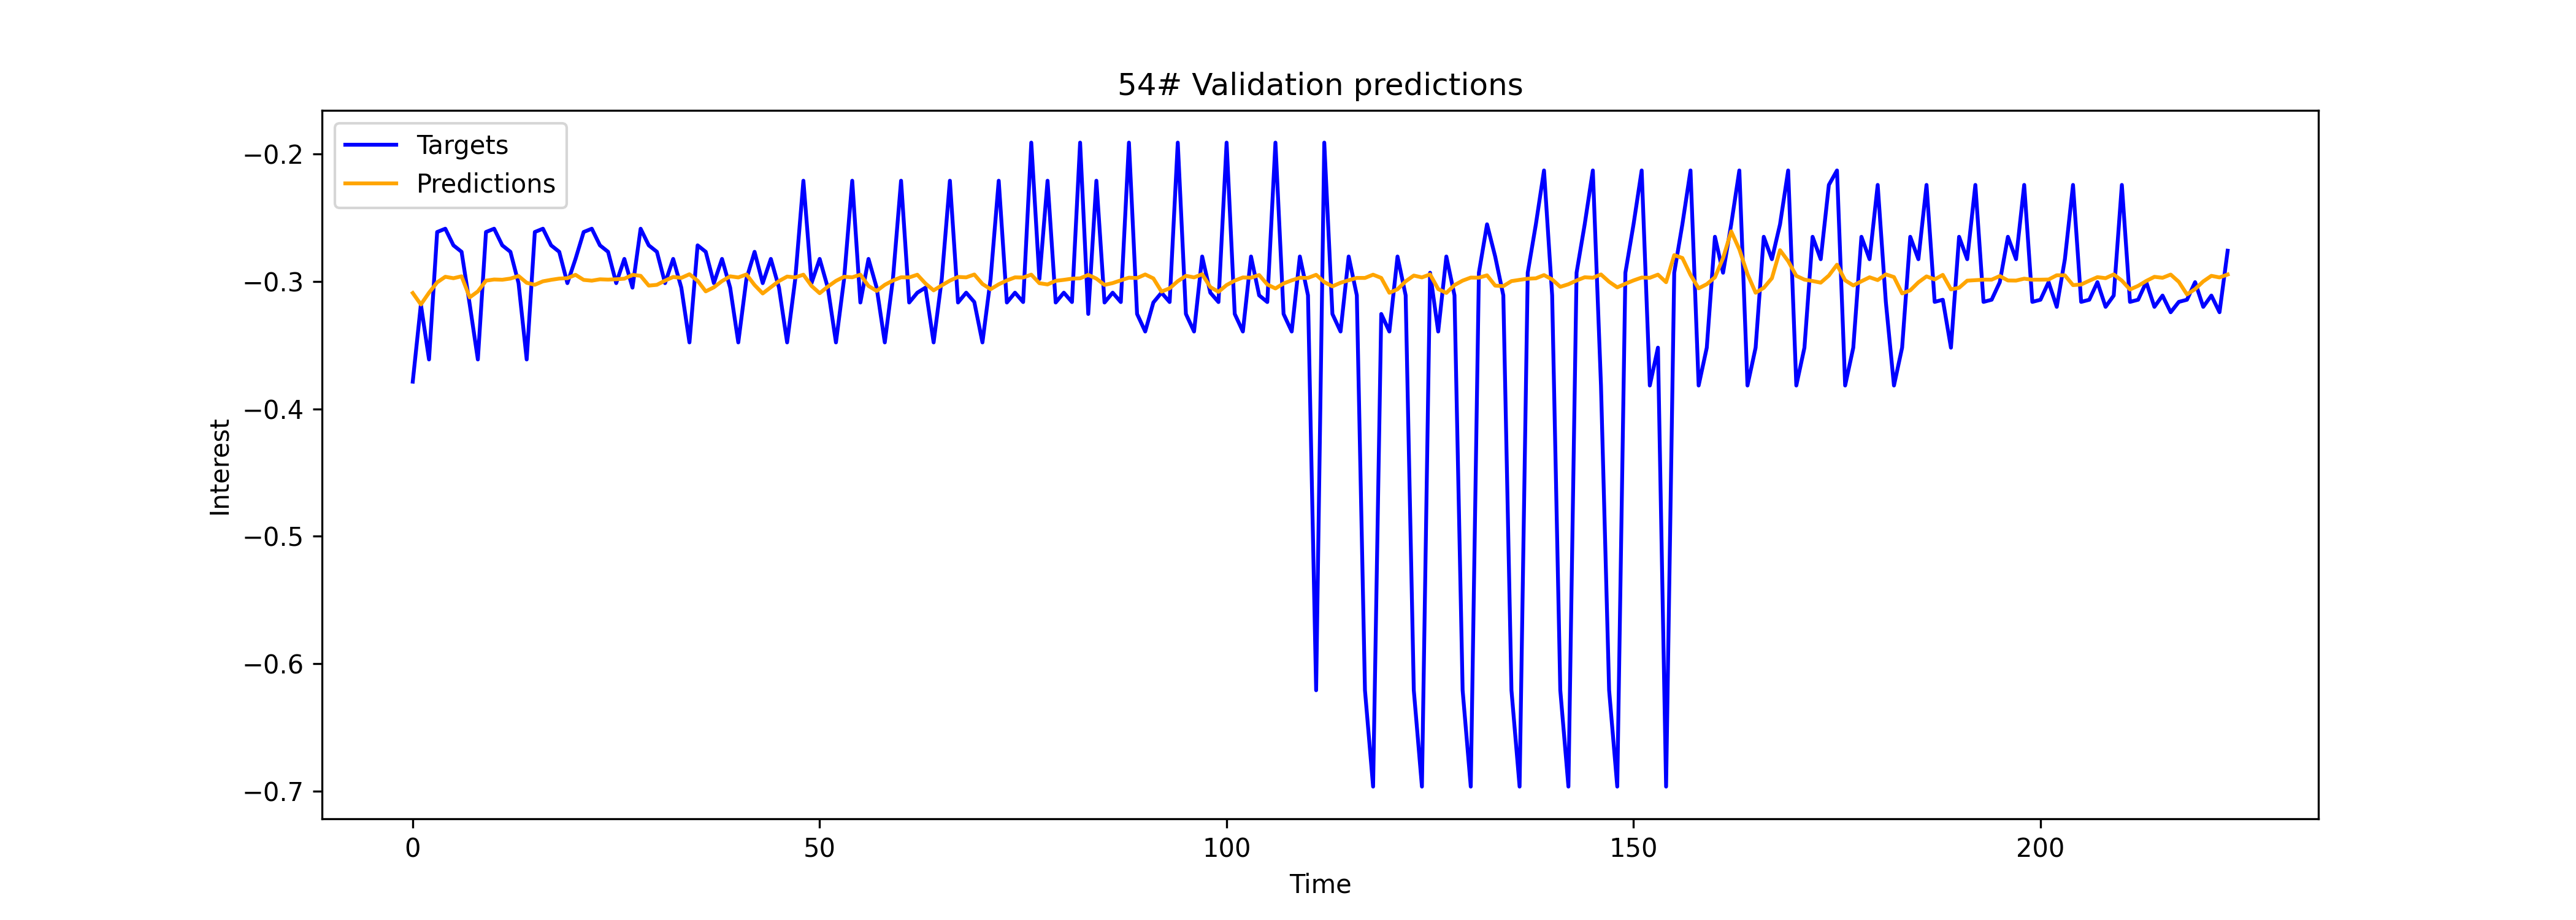 54# Validation predictions
Targets
Predictions
−0.2
−0.3
−0.4
−0.5
−0.6
−0.7
Interest
0
50
100
150
200
Time